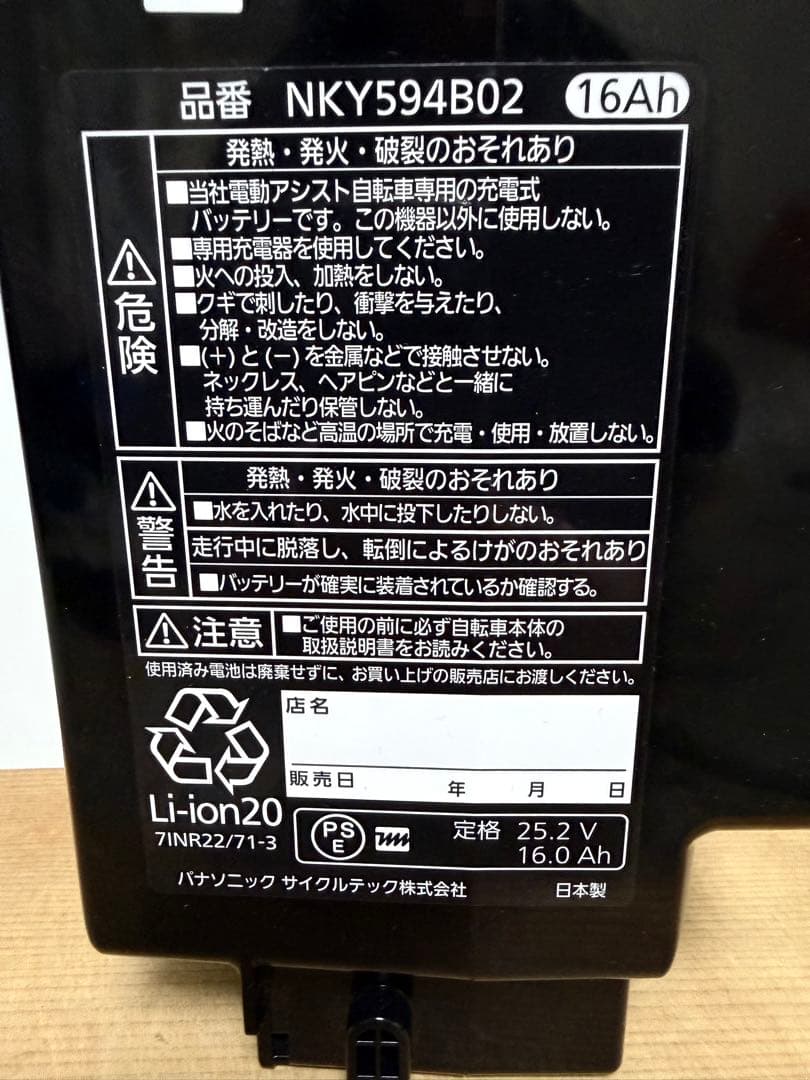 品番 NKY594B02 16Ah
発熱・発火・破裂のおそれあり
危険
■当社電動アシスト自転車専用の充電式
バッテリーです。この機器以外に使用しない。
■専用充電器を使用してください。
■火への投入、加熱をしない。
■クギで刺したり、衝撃を与えたり、
分解・改造をしない。
■(+)と(−)を金属などで接触させない。
ネックレス、ヘアピンなどと一緒に
持ち運んだり保管しない。
■火のそばなど高温の場所で充電・使用・放置しない。
警告
発熱・発火・破裂のおそれあり
■水を入れたり、水中に投下したりしない。
走行中に脱落し、転倒によるけがのおそれあり
■バッテリーが確実に装着されているか確認する。
注意
■ご使用の前に必ず自転車本体の
取扱説明書をお読みください。
使用済み電池は廃棄せずに、お買い上げの販売店にお渡しください。
店名
販売日 年 月 日
Li-ion20
7INR22/71-3
PSE
定格 25.2 V
16.0 Ah
パナソニック サイクルテック株式会社 日本製